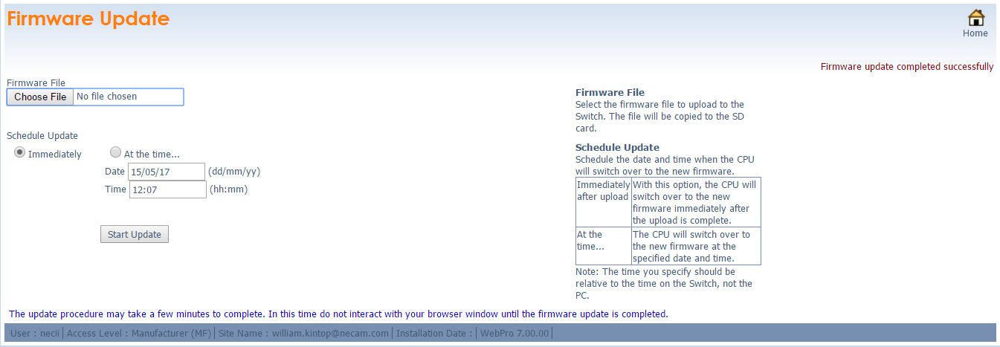 Firmware Update
Home
Firmware update completed successfully
Firmware File
Choose File No file chosen
Schedule Update
Immediately
At the time...
Date 15/05/17 (dd/mm/yy)
Time 12:07 (hh:mm)
Start Update
Firmware File
Select the firmware file to upload to the
Switch. The file will be copied to the SD
card.
Schedule Update
Schedule the date and time when the CPU
will switch over to the new firmware.
Immediately
after upload
With this option, the CPU will
switch over to the new
firmware immediately after
the upload is complete.
At the
time...
The CPU will switch over to
the new firmware at the
specified date and time.
Note: The time you specify should be
relative to the time on the Switch, not the
PC.
The update procedure may take a few minutes to complete. In this time do not interact with your browser window until the firmware update is completed.
User : necii | Access Level : Manufacturer (MF) | Site Name : william.kintop@necam.com | Installation Date : | WebPro 7.00.00 |